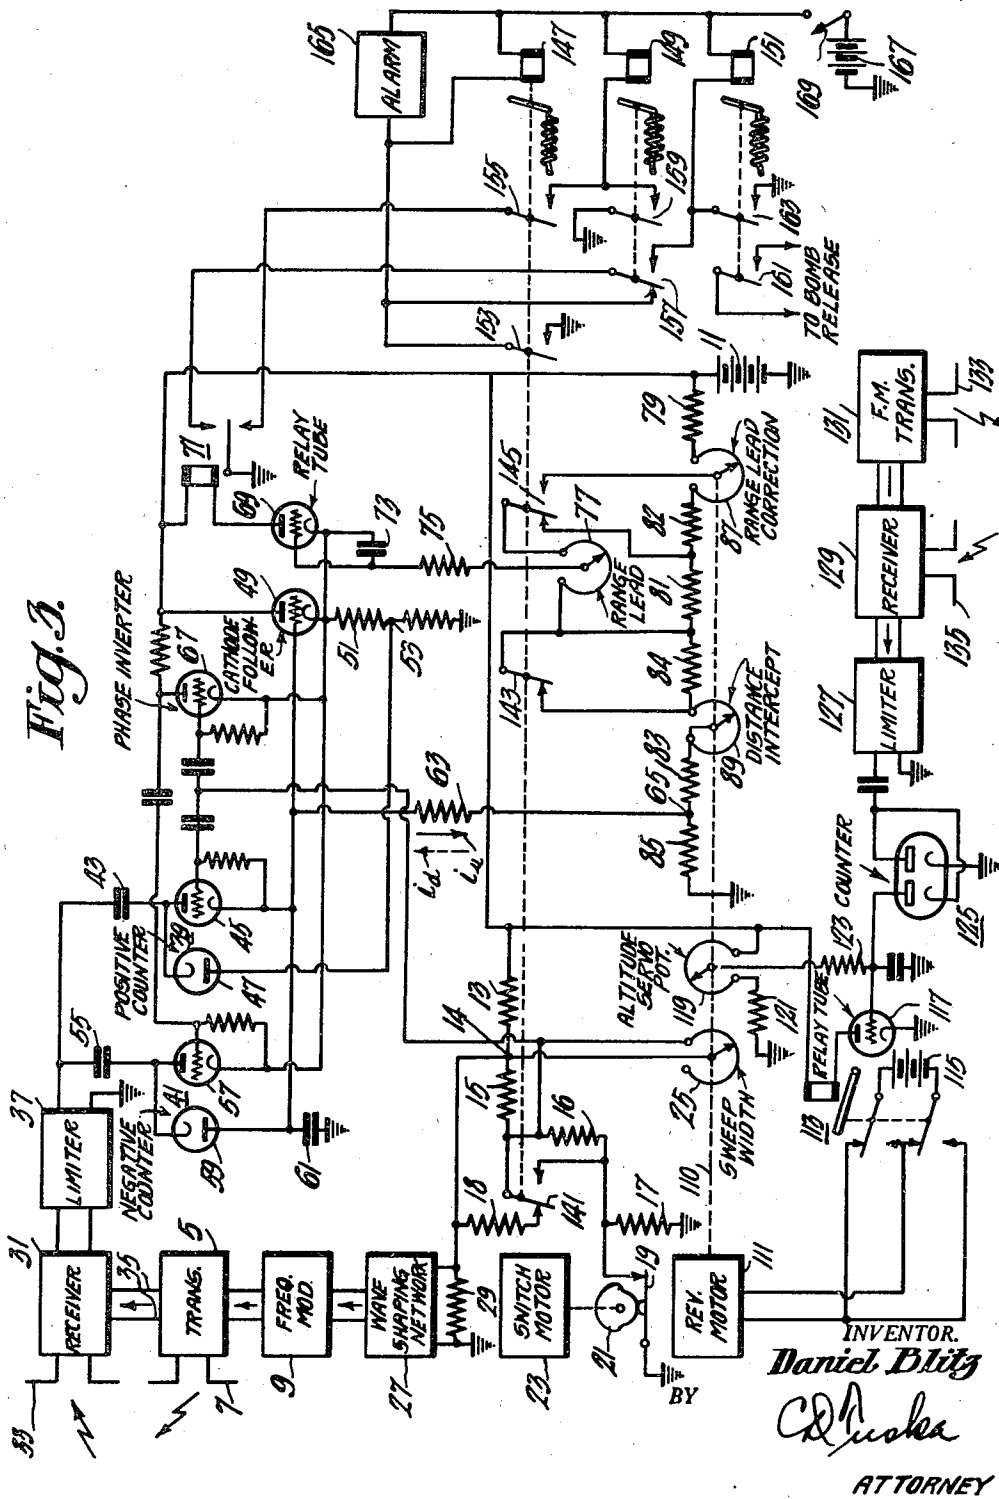 Fig. 3.
165
ALARM
147
149
151
169
167
155
159
163
153
157
161
TO BOMB
RELEASE
71
RELAY
TUBE
69
73
75
145
77
RANGE
LEAD
79
11
82
87
RANGE LEAD
CORRECTION
81
84
143
DISTANCE
INTERCEPT
89
83
65
85
63
id
iu
PHASE INVERTER
67
49
CATHODE
FOLLOW-
ER
51
53
43
POSITIVE
COUNTER
39
45
47
55
57
NEGATIVE
COUNTER
41
59
61
37
LIMITER
31
RECEIVER
33
35
5
TRANS.
7
FREQ.
MOD.
9
WAVE
SHAPING
NETWORK
27
29
SWITCH
MOTOR
23
21
19
REV.
MOTOR
111
110
13
14
15
16
17
18
141
25
SWEEP
WIDTH
ALTITUDE
SERVO
POT.
119
121
RELAY TUBE
117
113
115
123
COUNTER
125
127
LIMITER
129
RECEIVER
135
131
F.M.
TRANS.
133
INVENTOR.
Daniel Blitz
BY
CD Tuska
ATTORNEY